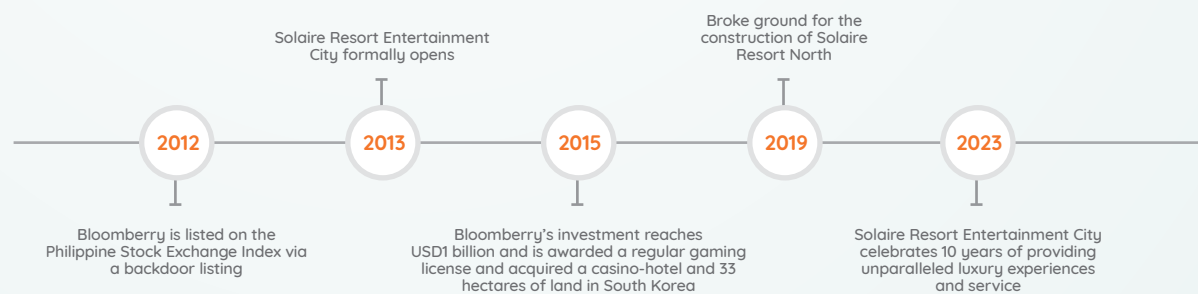 2012
Bloomberry is listed on the
Philippine Stock Exchange Index via
a backdoor listing
Solaire Resort Entertainment
City formally opens
2013
2015
Bloomberry's investment reaches
USD1 billion and is awarded a regular gaming
license and acquired a casino-hotel and 33
hectares of land in South Korea
Broke ground for the
construction of Solaire
Resort North
2019
2023
Solaire Resort Entertainment City
celebrates 10 years of providing
unparalleled luxury experiences
and service